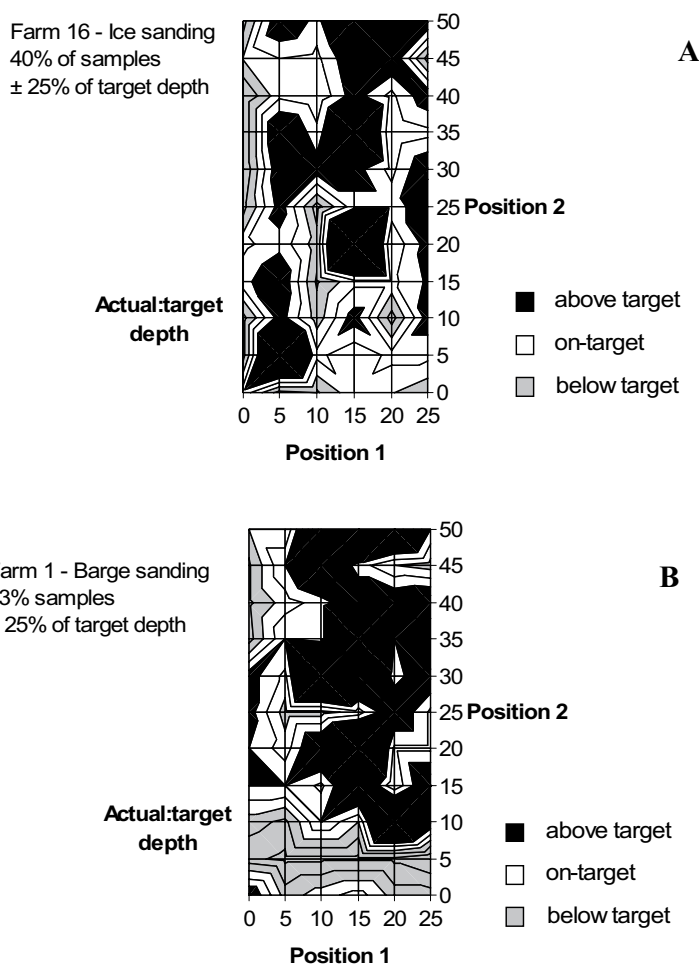 Farm 16 - Ice sanding
40% of samples
± 25% of target depth
A
50
45
40
35
30
25
20
15
10
5
0
Position 2
Actual:target
depth
above target
on-target
below target
0 5 10 15 20 25
Position 1
arm 1 - Barge sanding
3% samples
25% of target depth
B
50
45
40
35
30
25
20
15
10
5
0
Position 2
Actual:target
depth
above target
on-target
below target
0 5 10 15 20 25
Position 1